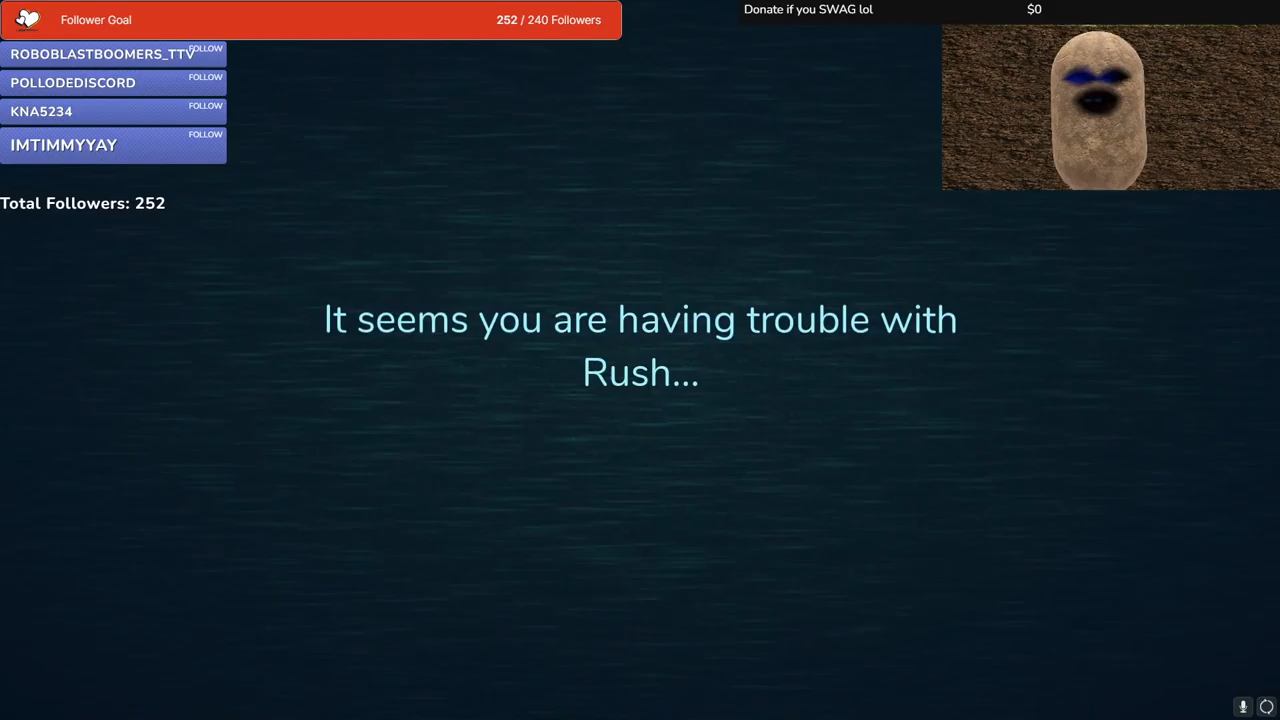 Follower Goal
252 / 240 Followers
Donate if you SWAG lol
$0
ROBOBLASTBOOMERS_TTV
FOLLOW
POLLODEDISCORD
FOLLOW
KNA5234
FOLLOW
IMTIMMYYAY
FOLLOW
Total Followers: 252
It seems you are having trouble with
Rush...